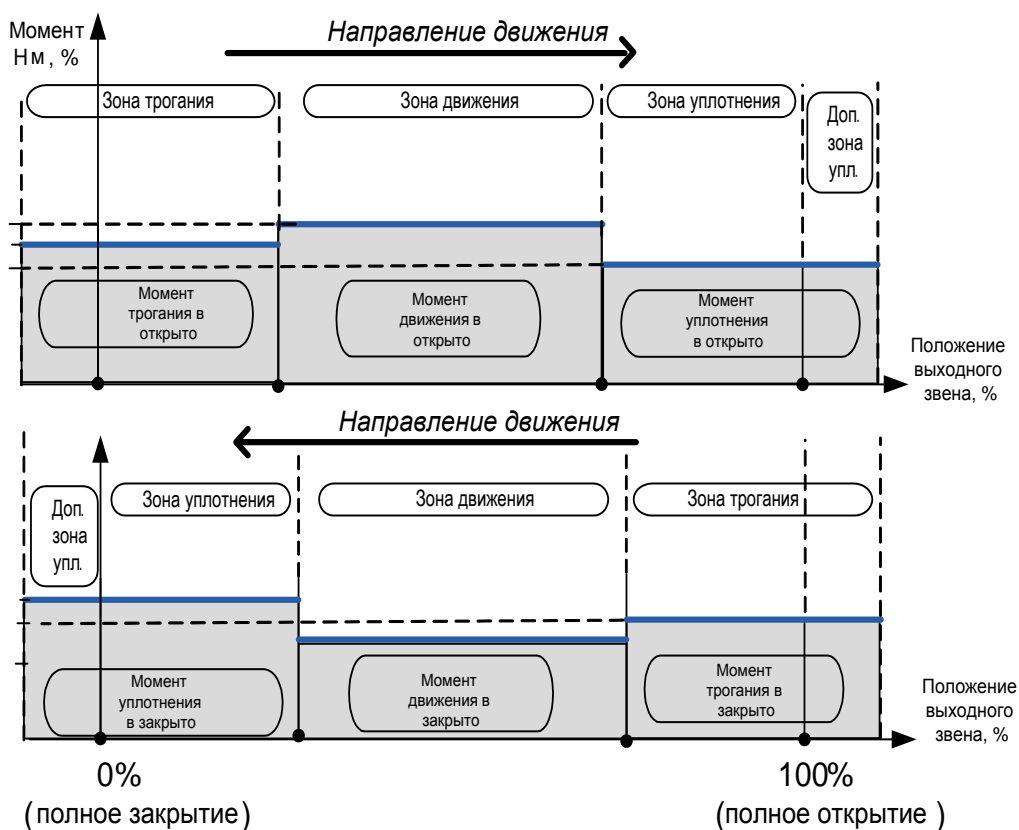 Момент
Нм, %
Направление движения
Зона трогания
Зона движения
Зона уплотнения
Доп.
зона
упл.
Момент
трогания в
открыто
Момент
движения в
открыто
Момент
уплотнения
в открыто
Положение
выходного
звена, %
Направление движения
Доп.
зона
упл.
Зона уплотнения
Зона движения
Зона трогания
Момент
уплотнения
в закрыто
Момент
движения в
закрыто
Момент
трогания в
закрыто
Положение
выходного
звена, %
0%
(полное закрытие)
100%
(полное открытие )